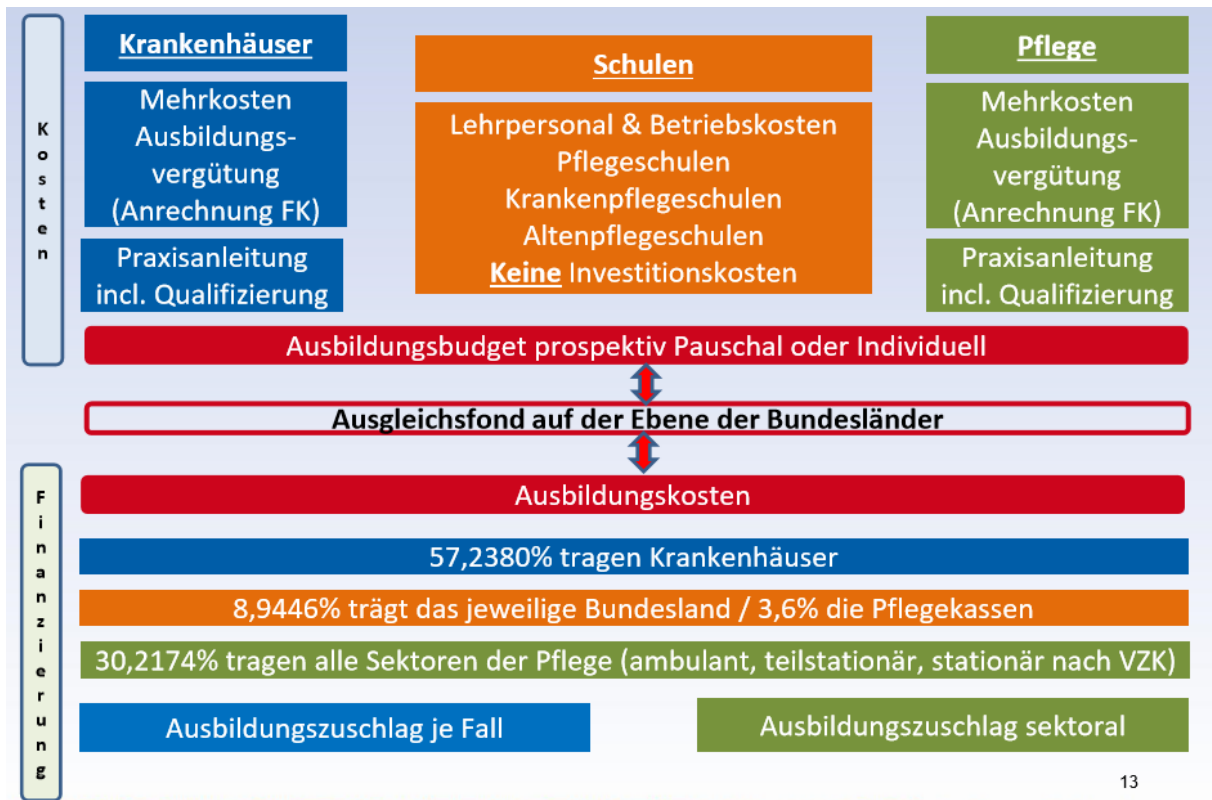 Kosten
Krankenhäuser
Mehrkosten
Ausbildungs-
vergütung
(Anrechnung FK)
Praxisanleitung
incl. Qualifizierung
Schulen
Lehrpersonal & Betriebskosten
Pflegeschulen
Krankenpflegeschulen
Altenpflegeschulen
Keine Investitionskosten
Pflege
Mehrkosten
Ausbildungs-
vergütung
(Anrechnung FK)
Praxisanleitung
incl. Qualifizierung
Ausbildungsbudget prospektiv Pauschal oder Individuell
Ausgleichsfond auf der Ebene der Bundesländer
Finanzierung
Ausbildungskosten
57,2380% tragen Krankenhäuser
8,9446% trägt das jeweilige Bundesland / 3,6% die Pflegekassen
30,2174% tragen alle Sektoren der Pflege (ambulant, teilstationär, stationär nach VZK)
Ausbildungszuschlag je Fall
Ausbildungszuschlag sektoral
13